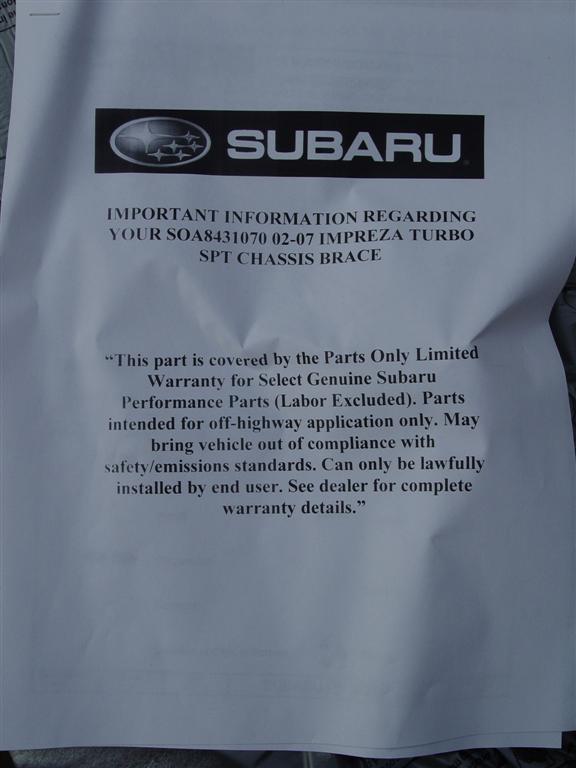 SUBARU
IMPORTANT INFORMATION REGARDING
YOUR SOA8431070 02-07 IMPREZA TURBO
SPT CHASSIS BRACE
“This part is covered by the Parts Only Limited
Warranty for Select Genuine Subaru
Performance Parts (Labor Excluded). Parts
intended for off-highway application only. May
bring vehicle out of compliance with
safety/emissions standards. Can only be lawfully
installed by end user. See dealer for complete
warranty details.”